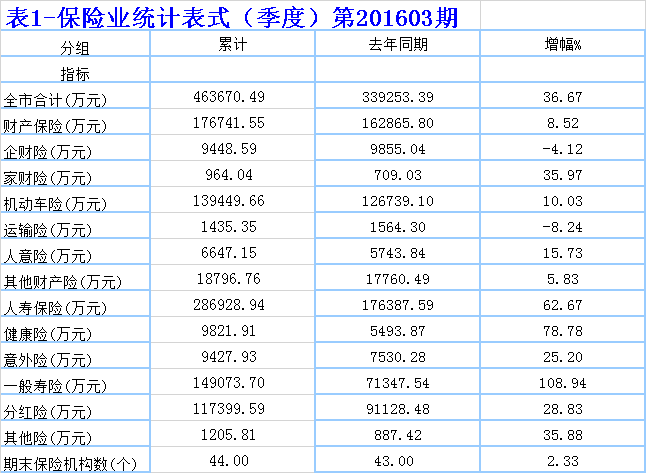 表1-保险业统计表式（季度）第201603期
分组 累计 去年同期 增幅%
指标
全市合计(万元) 463670.49 339253.39 36.67
财产保险(万元) 176741.55 162865.80 8.52
企财险(万元) 9448.59 9855.04 -4.12
家财险(万元) 964.04 709.03 35.97
机动车险(万元) 139449.66 126739.10 10.03
运输险(万元) 1435.35 1564.30 -8.24
人意险(万元) 6647.15 5743.84 15.73
其他财产险(万元) 18796.76 17760.49 5.83
人寿保险(万元) 286928.94 176387.59 62.67
健康险(万元) 9821.91 5493.87 78.78
意外险(万元) 9427.93 7530.28 25.20
一般寿险(万元) 149073.70 71347.54 108.94
分红险(万元) 117399.59 91128.48 28.83
其他险(万元) 1205.81 887.42 35.88
期末保险机构数(个) 44.00 43.00 2.33